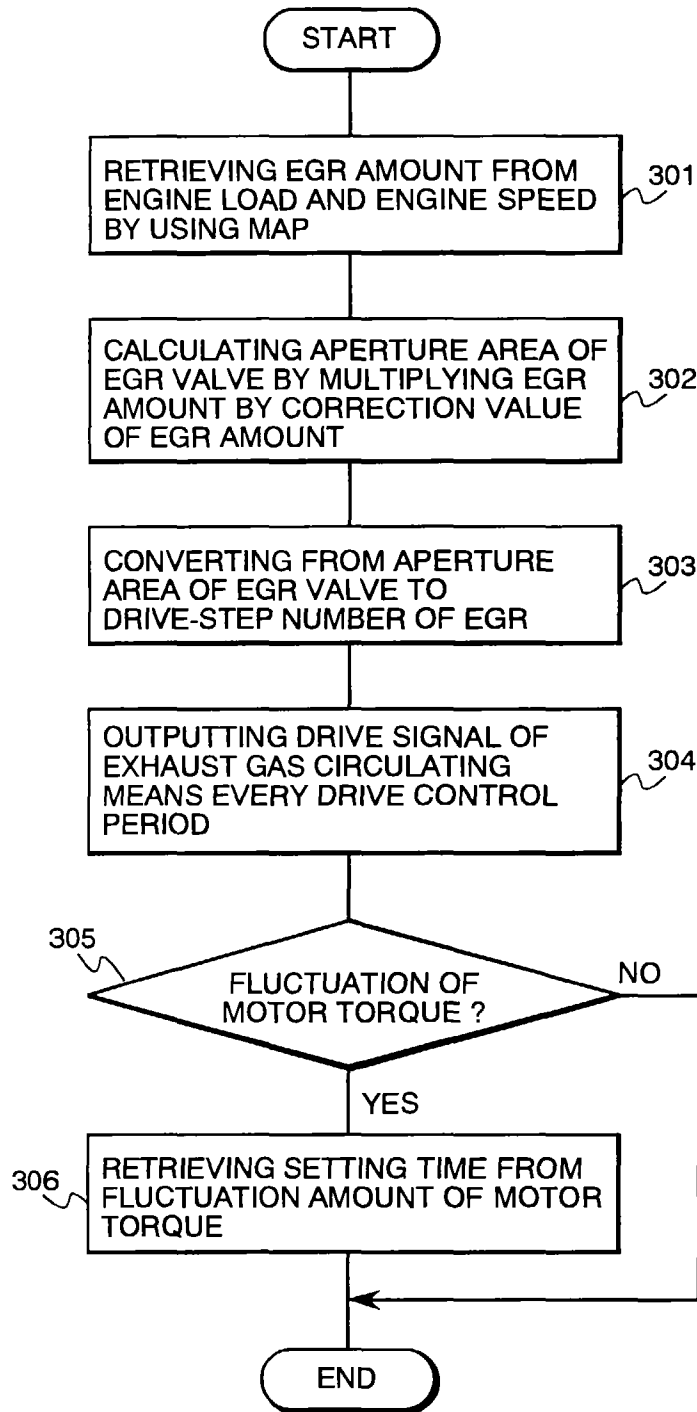 START
RETRIEVING EGR AMOUNT FROM
ENGINE LOAD AND ENGINE SPEED
BY USING MAP
301
CALCULATING APERTURE AREA OF
EGR VALVE BY MULTIPLYING EGR
AMOUNT BY CORRECTION VALUE
OF EGR AMOUNT
302
CONVERTING FROM APERTURE
AREA OF EGR VALVE TO
DRIVE-STEP NUMBER OF EGR
303
OUTPUTTING DRIVE SIGNAL OF
EXHAUST GAS CIRCULATING
MEANS EVERY DRIVE CONTROL
PERIOD
304
305
FLUCTUATION OF
MOTOR TORQUE ?
NO
YES
306
RETRIEVING SETTING TIME FROM
FLUCTUATION AMOUNT OF MOTOR
TORQUE
END